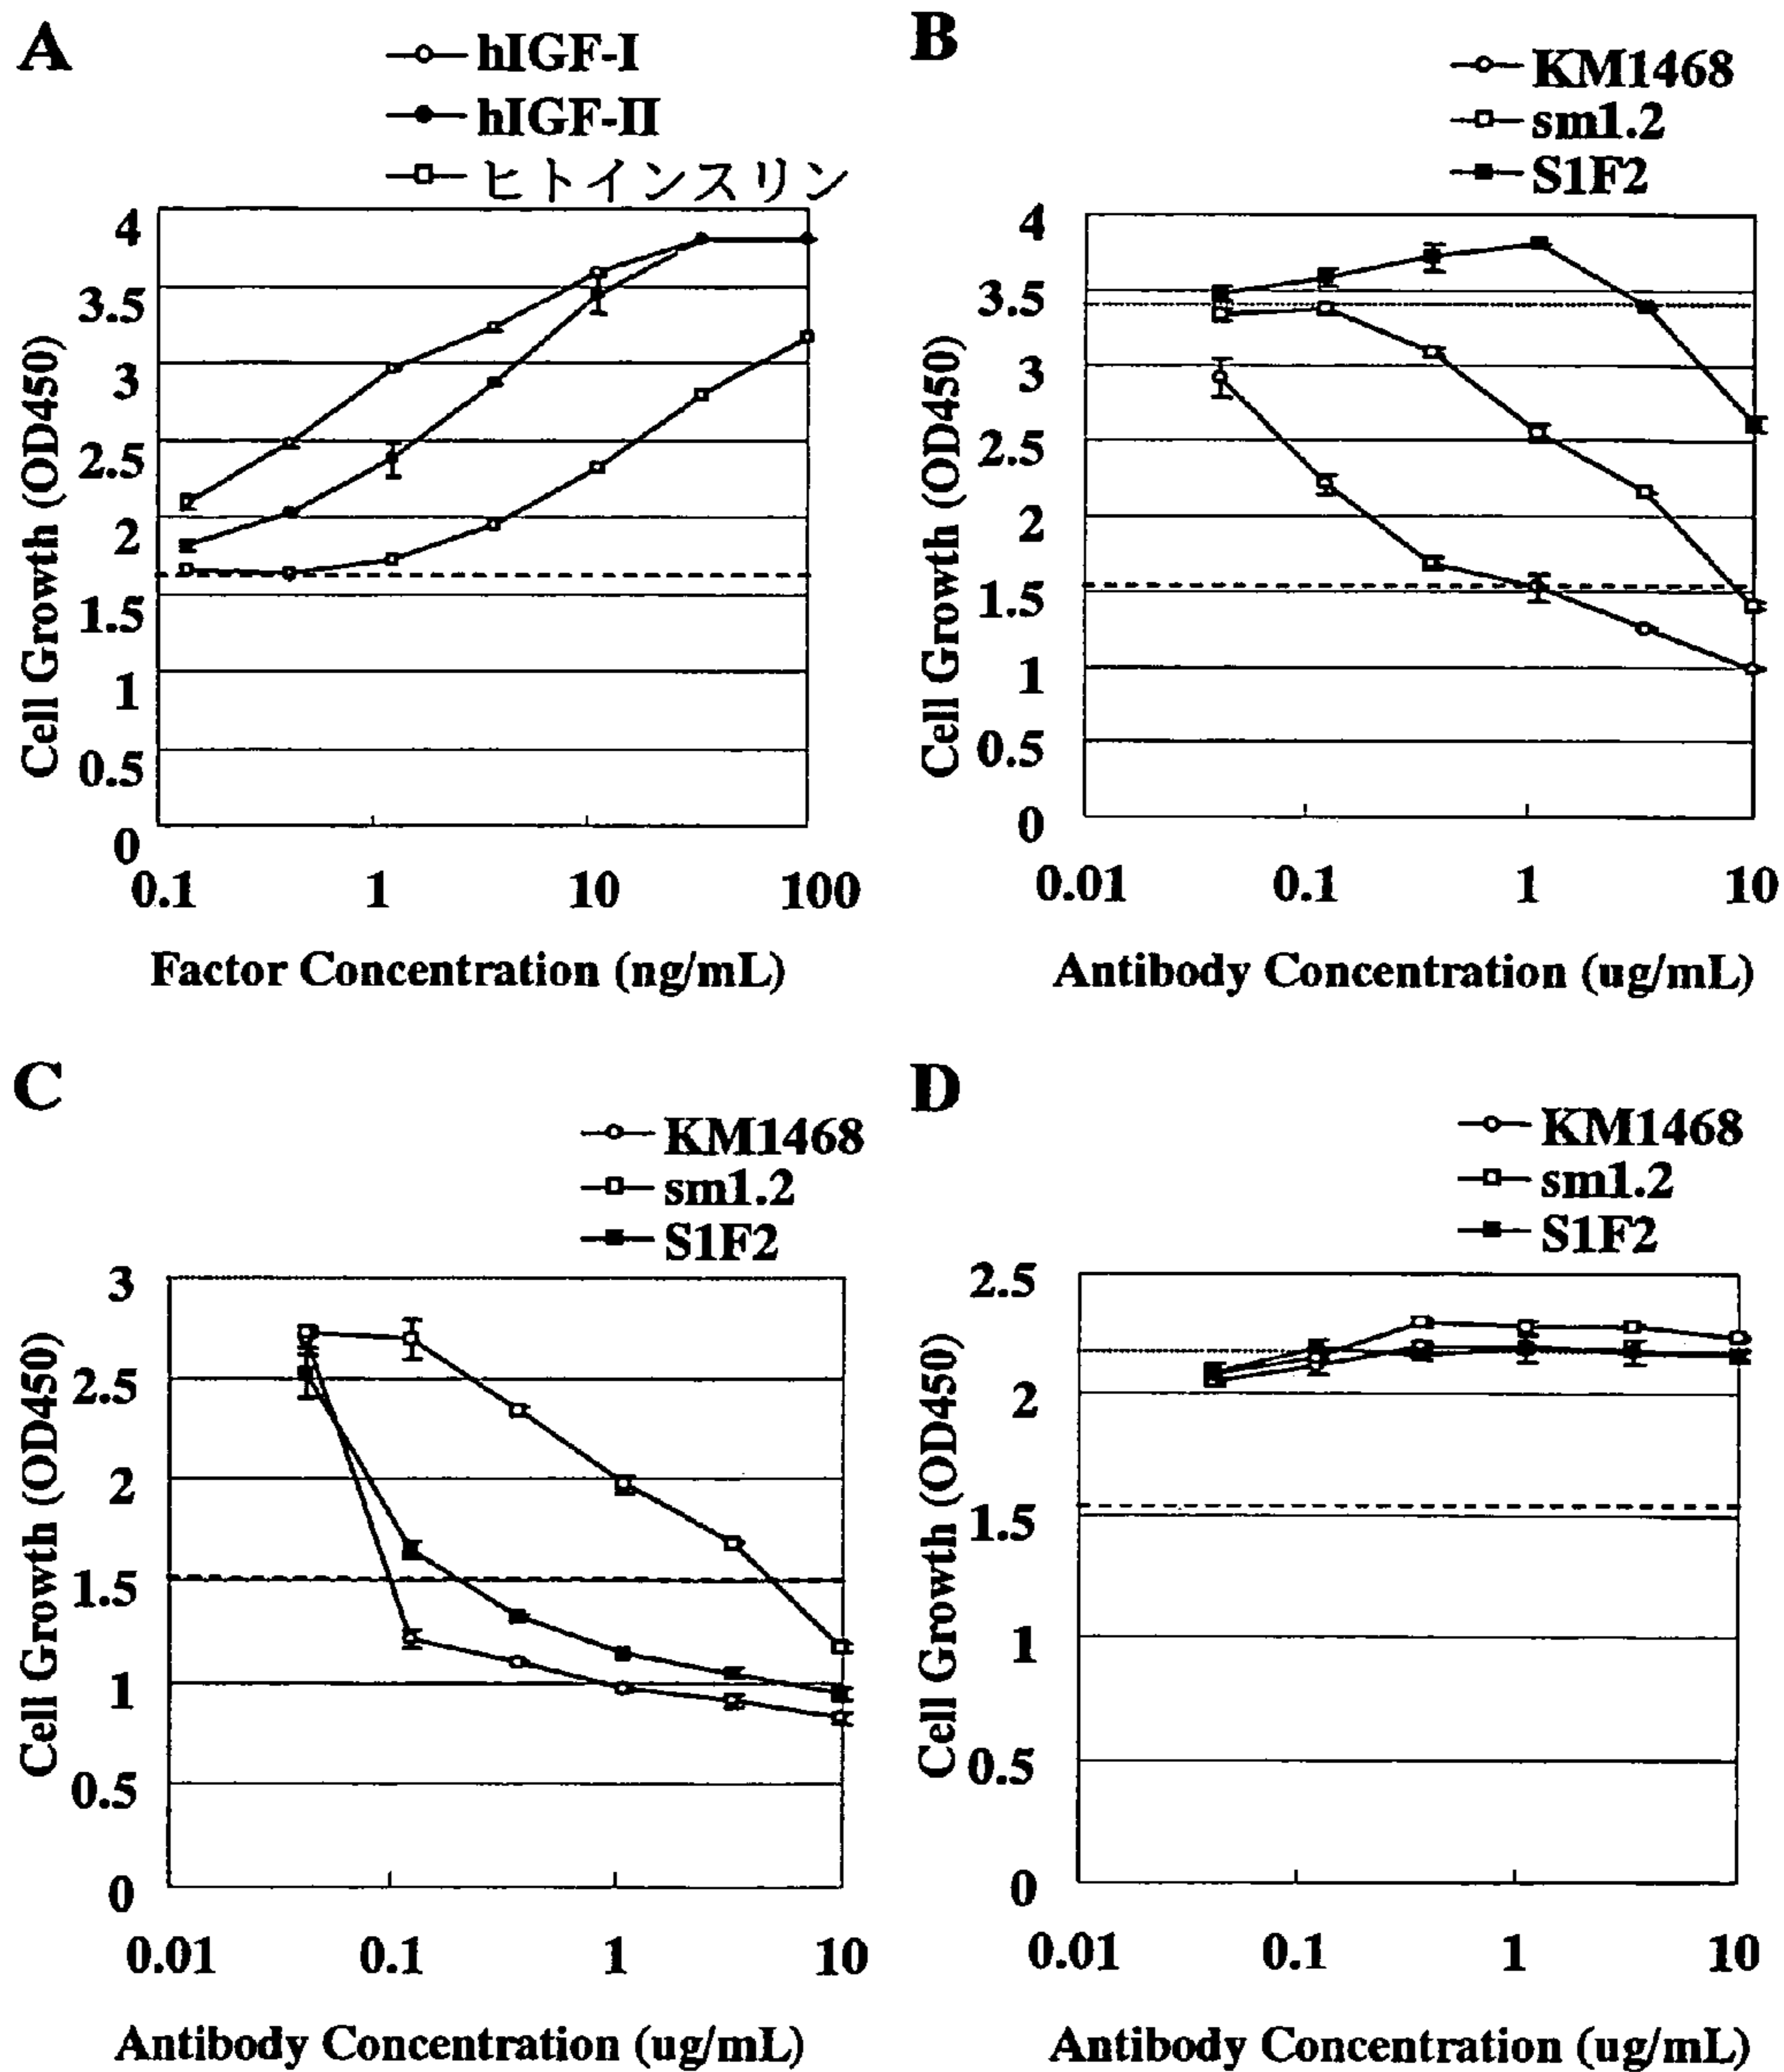 A
hIGF-I
hIGF-II
ヒトインスリン
4
3.5
3
2.5
2
1.5
1
0.5
0
Cell Growth (OD450)
0.1 1 10 100
Factor Concentration (ng/mL)
B
KM1468
sm1.2
S1F2
4
3.5
3
2.5
2
1.5
1
0.5
0
Cell Growth (OD450)
0.01 0.1 1 10
Antibody Concentration (ug/mL)
C
KM1468
sm1.2
S1F2
3
2.5
2
1.5
1
0.5
0
Cell Growth (OD450)
0.01 0.1 1 10
Antibody Concentration (ug/mL)
D
KM1468
sm1.2
S1F2
2.5
2
1.5
1
0.5
0
Cell Growth (OD450)
0.01 0.1 1 10
Antibody Concentration (ug/mL)